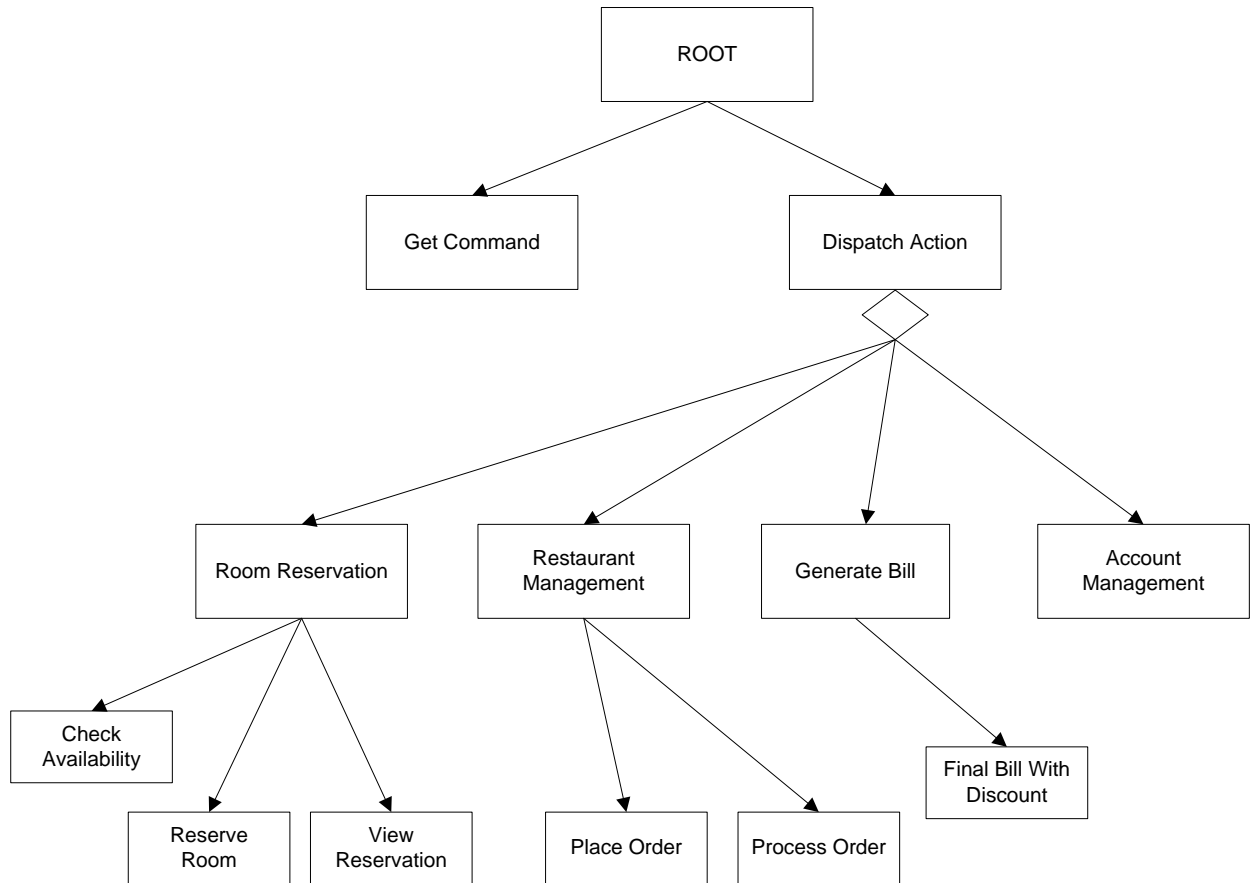 ROOT
Get Command
Dispatch Action
Room Reservation
Restaurant
Management
Generate Bill
Account
Management
Check
Availability
Final Bill With
Discount
Reserve
Room
View
Reservation
Place Order
Process Order